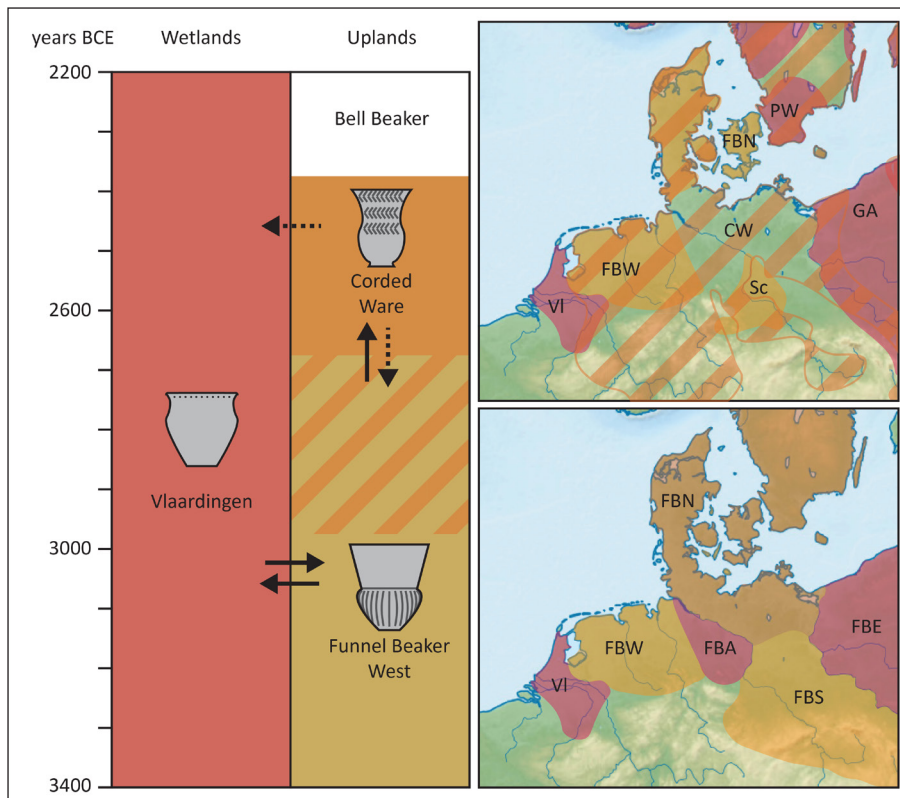 years BCE
Wetlands
Uplands
2200
2600
3000
3400
Bell Beaker
Corded
Ware
Vlaardingen
Funnel Beaker
West
PW
FBN
GA
CW
FBW
Sc
Vl
FBN
FBE
FBW
FBA
Vl
FBS